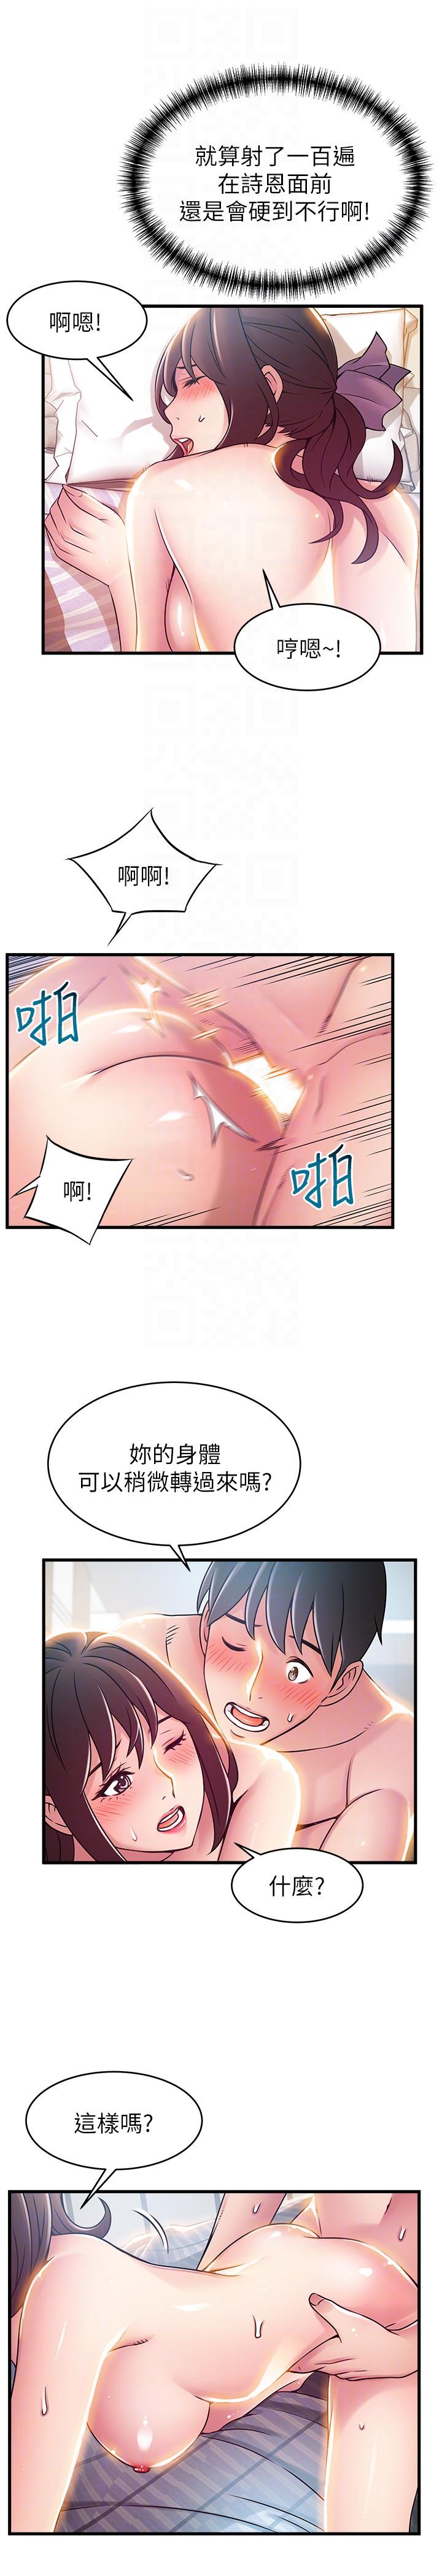 就算射了一百遍
在詩恩面前
還是會硬到不行啊!
啊嗯!
哼嗯~!
啊啊!
啪
啊!
啪
妳的身體
可以稍微轉過來嗎?
什麼?
這樣嗎?